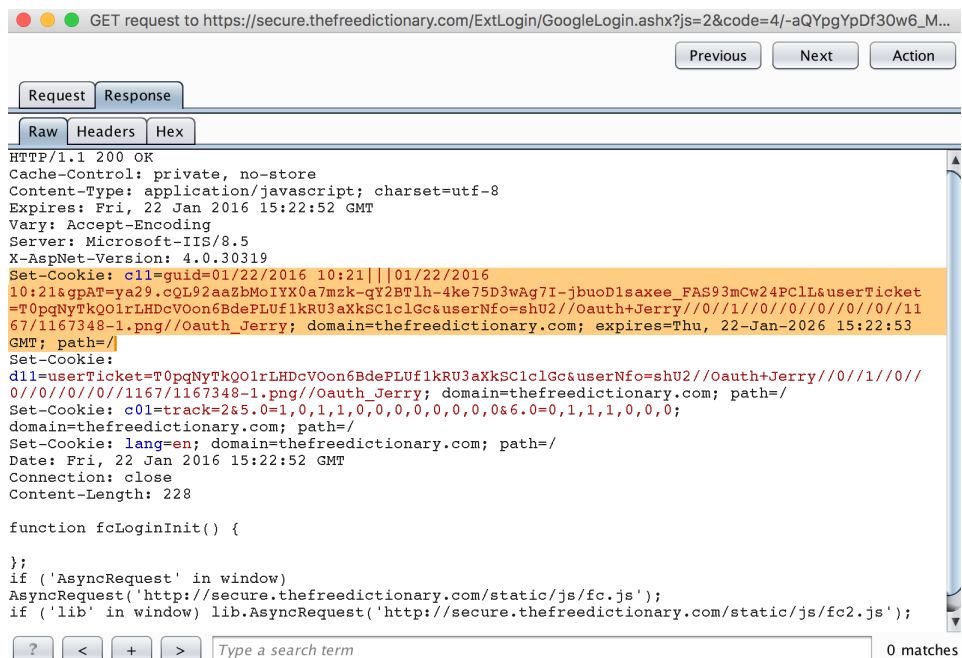 GET request to https://secure.thefreedictionary.com/ExtLogin/GoogleLogin.ashx?js=2&code=4/-aQYpgYpDf30w6_M...
Previous Next Action
Request Response
Raw Headers Hex
HTTP/1.1 200 OK
Cache-Control: private, no-store
Content-Type: application/javascript; charset=utf-8
Expires: Fri, 22 Jan 2016 15:22:52 GMT
Vary: Accept-Encoding
Server: Microsoft-IIS/8.5
X-AspNet-Version: 4.0.30319
Set-Cookie: c11=guid=01/22/2016 10:21|||01/22/2016
10:21&gpAT=ya29.cQL92aaZbMoIYX0a7mzk-qY2BTlh-4ke75D3wAg7I-jbuoD1saxee_FAS93mCw24PClL&userTicket
=T0pqNyTkQO1rLHDcVOon6BdePLUf1kRU3aXkSC1clGc&userNfo=shU2//Oauth+Jerry//0//1//0//0//0//0//0//11
67/1167348-1.png//Oauth_Jerry; domain=thefreedictionary.com; expires=Thu, 22-Jan-2026 15:22:53
GMT; path=/
Set-Cookie:
d11=userTicket=T0pqNyTkQO1rLHDcVOon6BdePLUf1kRU3aXkSC1clGc&userNfo=shU2//Oauth+Jerry//0//1//0//
0//0//0//0//1167/1167348-1.png//Oauth_Jerry; domain=thefreedictionary.com; path=/
Set-Cookie: c01=track=2&5.0=1,0,1,1,0,0,0,0,0,0,0,0&6.0=0,1,1,1,0,0,0;
domain=thefreedictionary.com; path=/
Set-Cookie: lang=en; domain=thefreedictionary.com; path=/
Date: Fri, 22 Jan 2016 15:22:52 GMT
Connection: close
Content-Length: 228
function fcLoginInit() {
};
if ('AsyncRequest' in window)
AsyncRequest('http://secure.thefreedictionary.com/static/js/fc.js');
if ('lib' in window) lib.AsyncRequest('http://secure.thefreedictionary.com/static/js/fc2.js');
? < + > Type a search term 0 matches